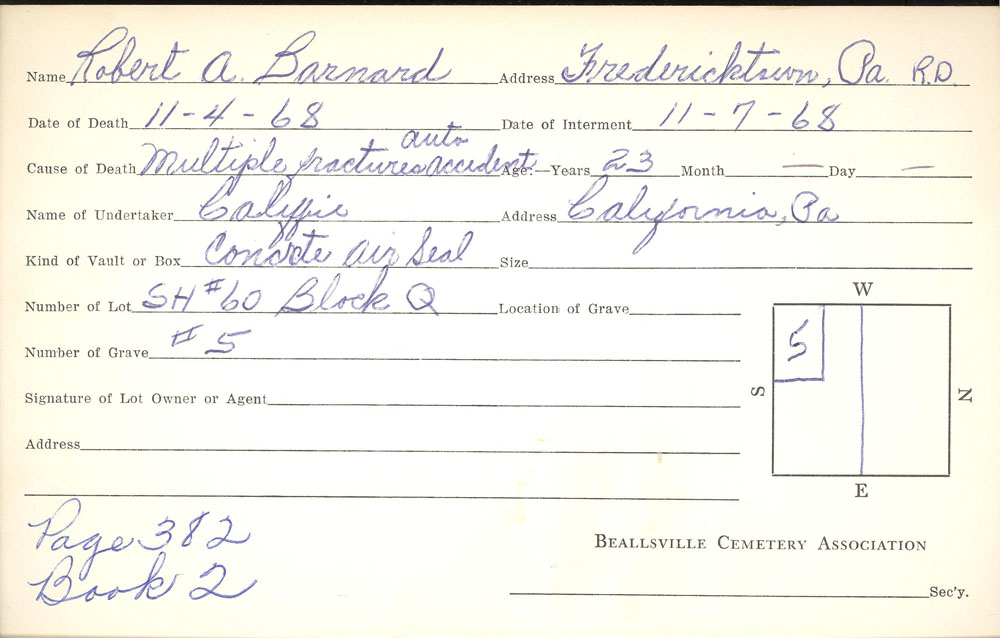 Name Robert A. Barnard Address Fredericktown, Pa. R.D.
Date of Death 11-4-68 Date of Interment 11-7-68
auto
Cause of Death Multiple fractures accident Age:—Years 23 Month — Day —
Name of Undertaker Address California, Pa
Kind of Vault or Box Concrete Air Seal Size
Number of Lot SH #60 Block Q Location of Grave
W
Number of Grave # 5
5
S N
Signature of Lot Owner or Agent
Address
E
Page 382
Book 2
BEALLSVILLE CEMETERY ASSOCIATION
Sec'y.